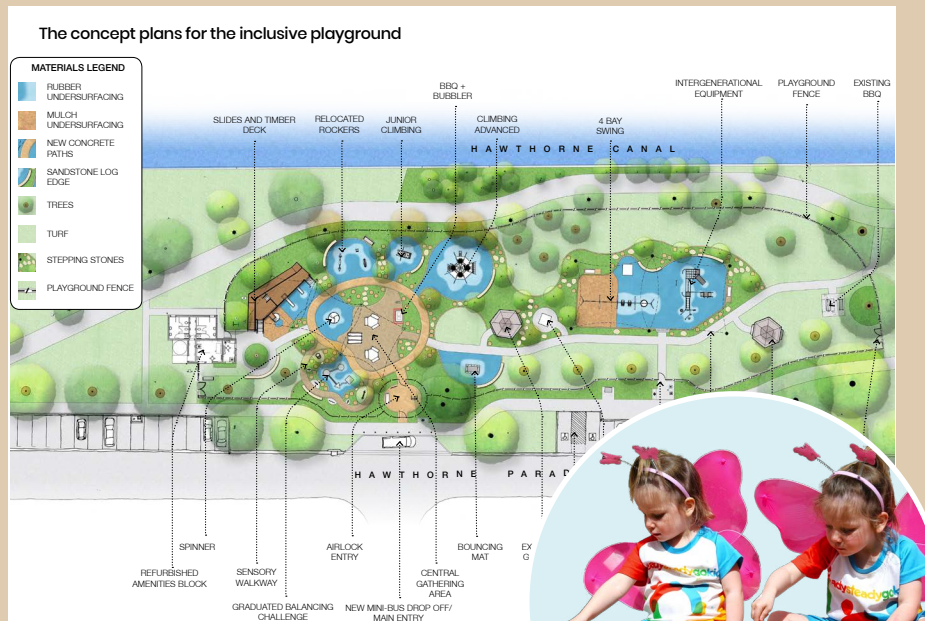 The concept plans for the inclusive playground
MATERIALS LEGEND
RUBBER
UNDERSURFACING
MULCH
UNDERSURFACING
NEW CONCRETE
PATHS
SANDSTONE LOG
EDGE
TREES
TURF
STEPPING STONES
PLAYGROUND FENCE
SLIDES AND TIMBER
DECK
RELOCATED
ROCKERS
JUNIOR
CLIMBING
BBQ +
BUBBLER
CLIMBING
ADVANCED
4 BAY
SWING
INTERGENERATIONAL
EQUIPMENT
PLAYGROUND
FENCE
EXISTING
BBQ
HAWTHORNE CANAL
HAWTHORNE PARAD
SPINNER
REFURBISHED
AMENITIES BLOCK
SENSORY
WALKWAY
GRADUATED BALANCING
CHALLENGE
AIRLOCK
ENTRY
NEW MINI-BUS DROP OFF/
MAIN ENTRY
CENTRAL
GATHERING
AREA
BOUNCING
MAT
EX
G